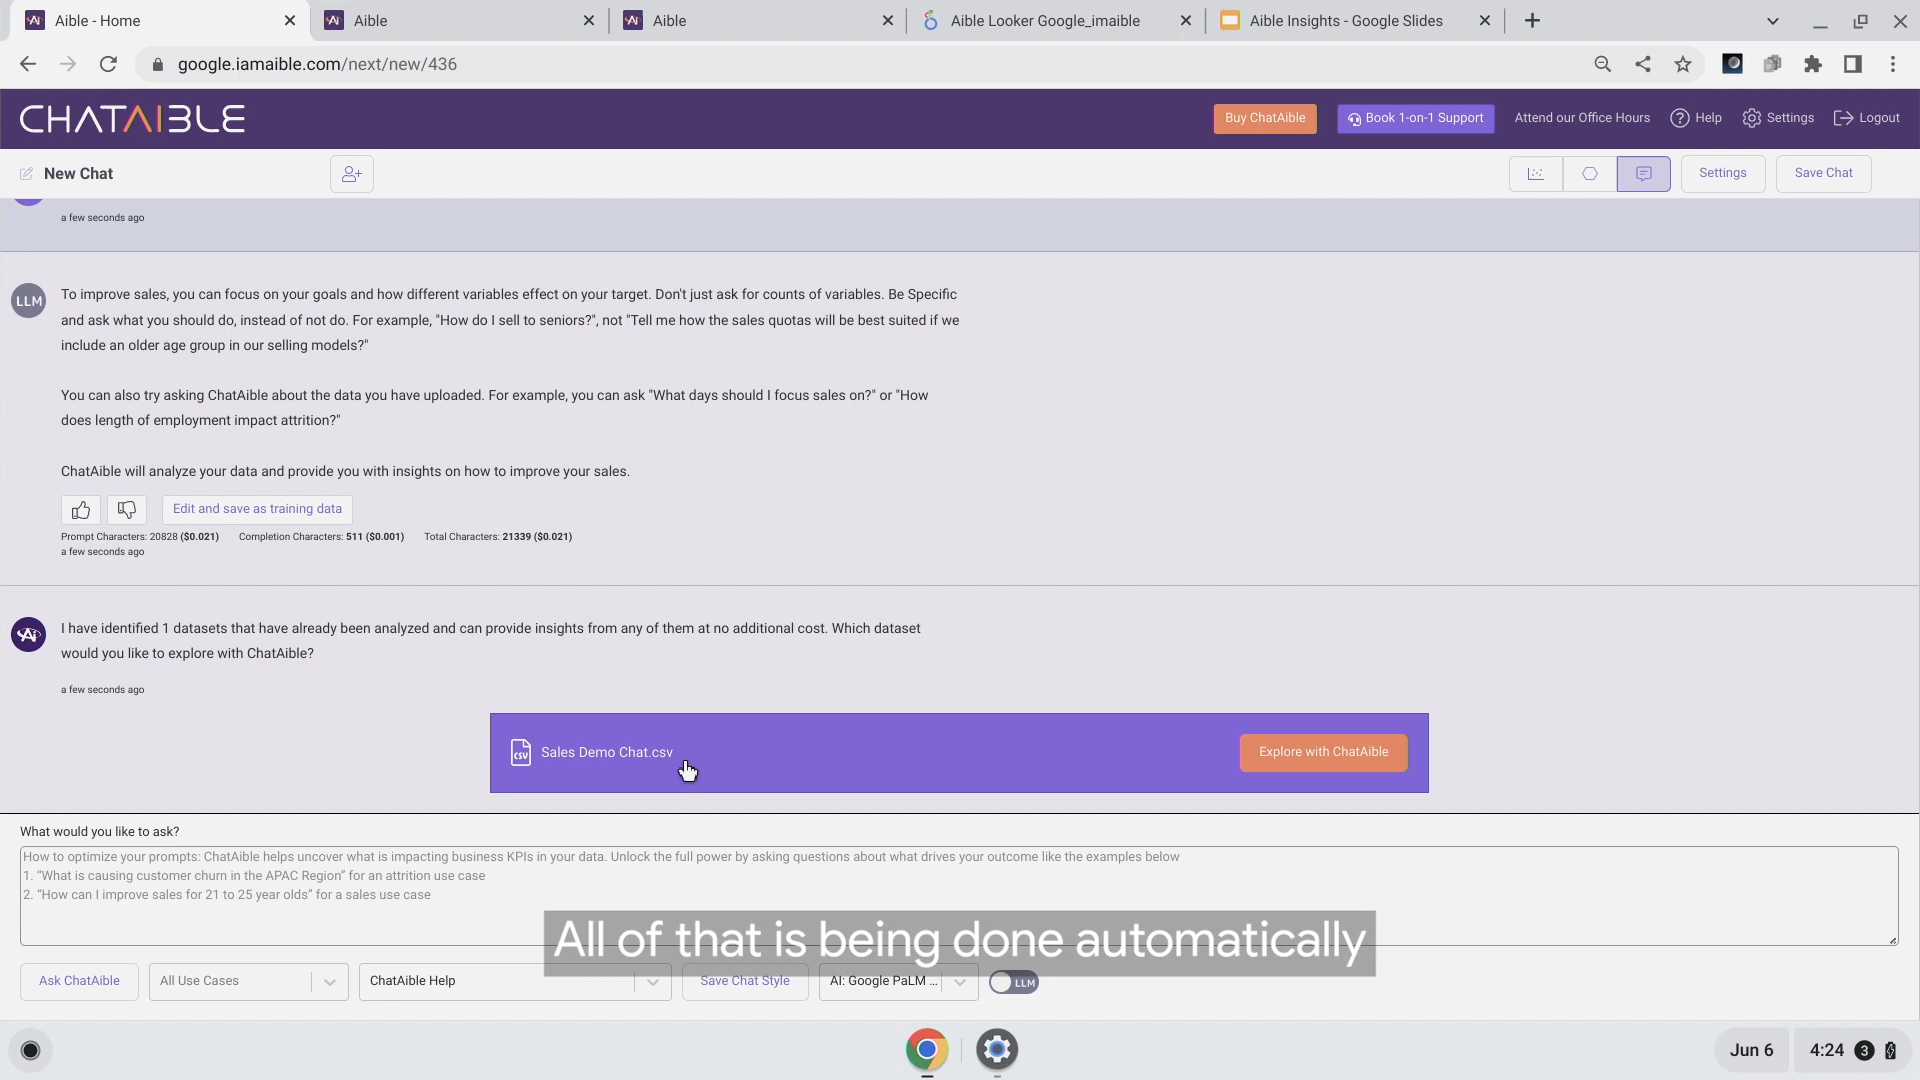 Aible - Home
Aible
Aible
Aible Looker Google_imaible
Aible Insights - Google Slides
google.iamaible.com/next/new/436
CHATAIBLE
Buy ChatAible
Book 1-on-1 Support
Attend our Office Hours
Help
Settings
Logout
New Chat
Settings
Save Chat
a few seconds ago
LLM
To improve sales, you can focus on your goals and how different variables effect on your target. Don't just ask for counts of variables. Be Specific
and ask what you should do, instead of not do. For example, "How do I sell to seniors?", not "Tell me how the sales quotas will be best suited if we
include an older age group in our selling models?"
You can also try asking ChatAible about the data you have uploaded. For example, you can ask "What days should I focus sales on?" or "How
does length of employment impact attrition?"
ChatAible will analyze your data and provide you with insights on how to improve your sales.
Edit and save as training data
Prompt Characters: 20828 ($0.021) Completion Characters: 511 ($0.001) Total Characters: 21339 ($0.021)
a few seconds ago
Ai
I have identified 1 datasets that have already been analyzed and can provide insights from any of them at no additional cost. Which dataset
would you like to explore with ChatAible?
a few seconds ago
CSV
Sales Demo Chat.csv
Explore with ChatAible
What would you like to ask?
How to optimize your prompts: ChatAible helps uncover what is impacting business KPIs in your data. Unlock the full power by asking questions about what drives your outcome like the examples below
1. “What is causing customer churn in the APAC Region” for an attrition use case
2. “How can I improve sales for 21 to 25 year olds” for a sales use case
All of that is being done automatically
Ask ChatAible
All Use Cases
ChatAible Help
Save Chat Style
AI: Google PaLM ...
LLM
Jun 6
4:24
3